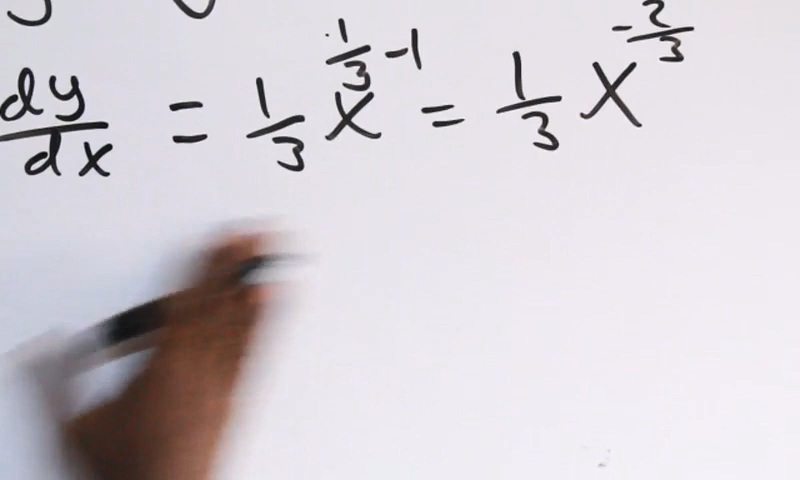 dy/dx = 1/3 x^(1/3 - 1) = 1/3 x^(-2/3)